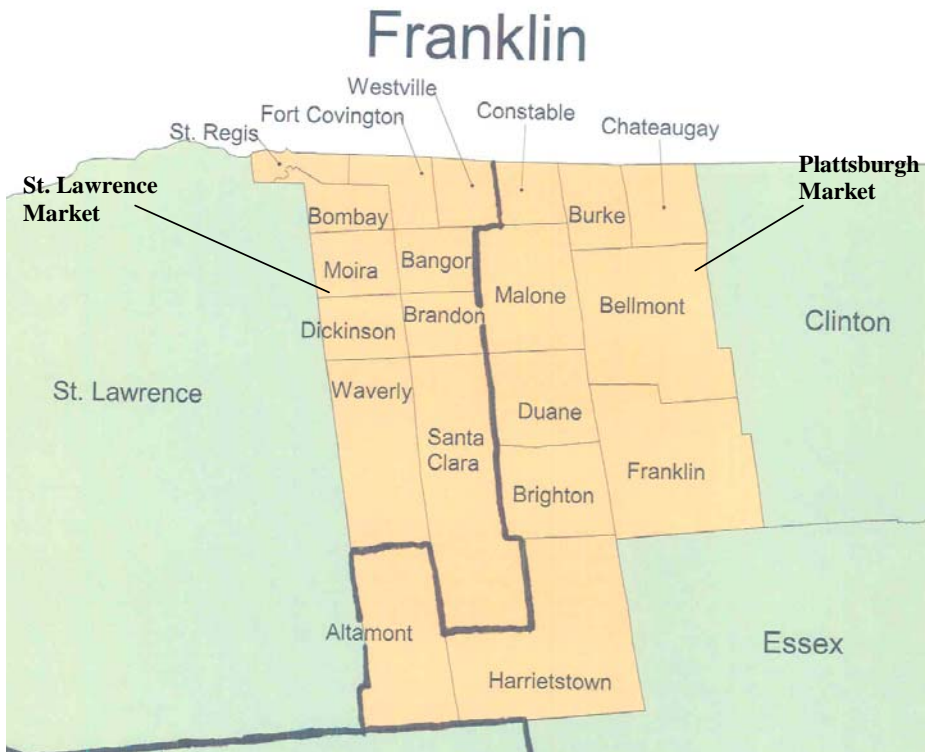 Franklin
Westville
Fort Covington
Constable
Chateaugay
St. Regis
St. Lawrence
Market
Plattsburgh
Market
Bombay
Burke
Moira
Bangor
Malone
Bellmont
Dickinson
Brandon
Clinton
St. Lawrence
Waverly
Duane
Santa
Clara
Franklin
Brighton
Altamont
Essex
Harrietstown